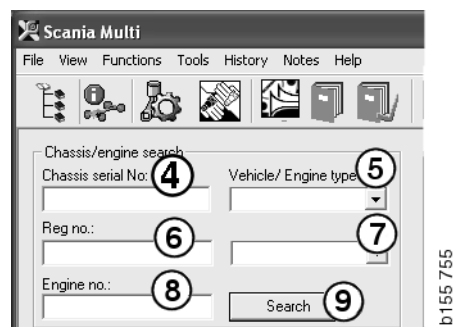 Scania Multi
File View Functions Tools History Notes Help
Chassis/engine search
Chassis serial No: 4 Vehicle/ Engine type 5
Reg no.: 6 7
Engine no.: 8
Search 9
b155 755